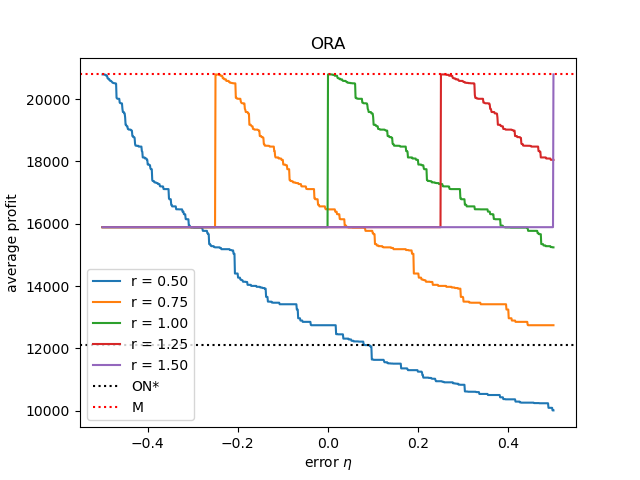 ORA
average profit
20000
18000
16000
14000
12000
10000
r = 0.50
r = 0.75
r = 1.00
r = 1.25
r = 1.50
ON*
M
−0.4 −0.2 0.0 0.2 0.4
error η